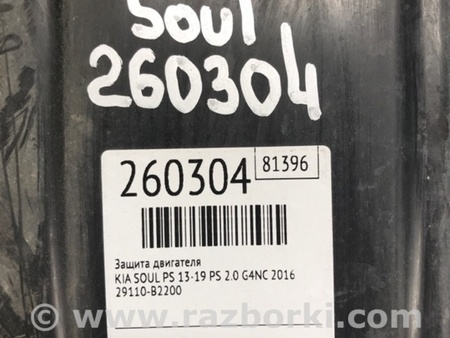 Soul
260304
260304
81396
Защита двигателя
KIA SOUL PS 13-19 PS 2.0 G4NC 2016
29110-B2200
www.razborki.com